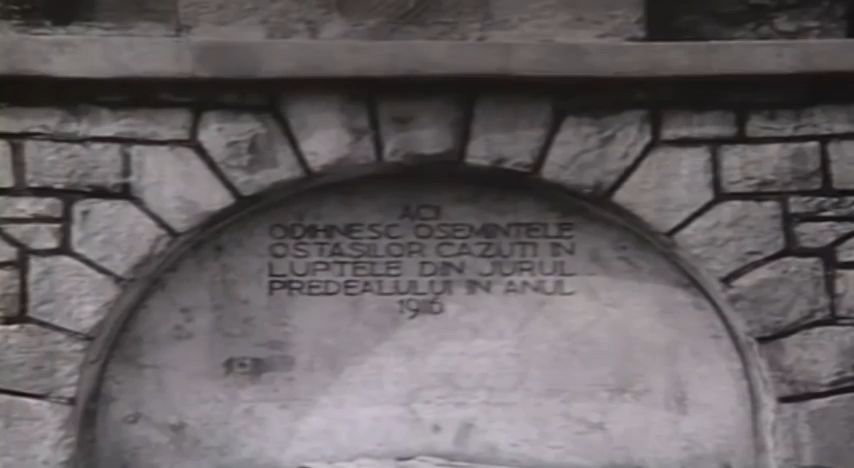 ACI
ODIHNESC OSEMINTELE
OSTASILOR CAZUTI IN
LUPTELE DIN JURUL
PREDEALULUI IN ANUL
1916